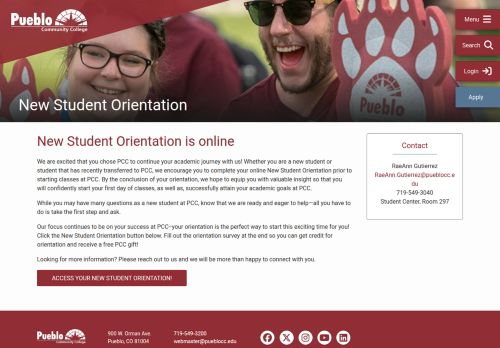 Pueblo
Community College
Menu
Search
Login
Apply
Pueblo
New Student Orientation
New Student Orientation is online
We are excited that you chose PCC to continue your academic journey with us! Whether you are a new student or
student that has recently transferred to PCC, we encourage you to complete your online New Student Orientation prior
to starting classes at PCC. By the conclusion of your orientation, we hope to equip you with valuable insight so that you
will confidently start your first day of classes, as well as, successfully attain your academic goals at PCC.
While you may have many questions as a new student at PCC, know that we are ready and eager to help—all you have to
do is take the first step and ask.
Our focus continues to be on your success at PCC–your orientation is the perfect way to start this exciting time for you!
Click the New Student Orientation button below. Fill out the orientation survey at the end so you can get credit for
orientation and receive a free PCC gift!
Looking for more information? Please reach out to us and we will be more than happy to connect with you.
ACCESS YOUR NEW STUDENT ORIENTATION!
Contact
RaeAnn Gutierrez
RaeAnn.Gutierrez@pueblocc.e
du
719-549-3040
Student Center, Room 297
Pueblo
Community College
900 W. Orman Ave.
Pueblo, CO 81004
719-549-3200
webmaster@pueblocc.edu